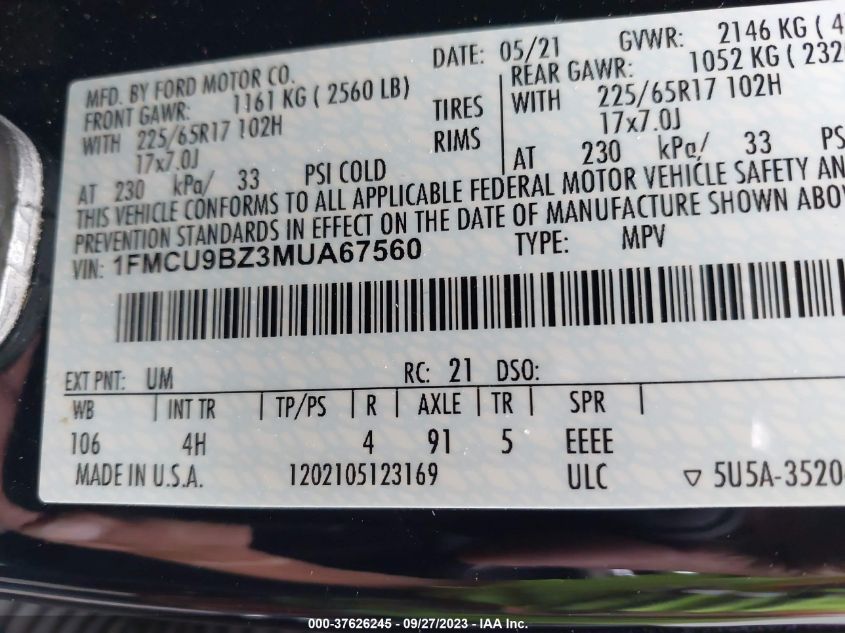 MFD. BY FORD MOTOR CO. DATE: 05/21 GVWR: 2146 KG ( 4
FRONT GAWR: 1161 KG ( 2560 LB) REAR GAWR: 1052 KG ( 232
WITH 225/65R17 102H TIRES WITH 225/65R17 102H
17x7.0J RIMS 17x7.0J
AT 230 kPa/ 33 PSI COLD AT 230 kPa/ 33 PS
THIS VEHICLE CONFORMS TO ALL APPLICABLE FEDERAL MOTOR VEHICLE SAFETY AN
PREVENTION STANDARDS IN EFFECT ON THE DATE OF MANUFACTURE SHOWN ABO
VIN: 1FMCU9BZ3MUA67560 TYPE: MPV
EXT PNT: UM RC: 21 DSO:
WB | INT TR | TP/PS | R | AXLE | TR | SPR |
106 4H 4 91 5 EEEE
MADE IN U.S.A. 1202105123169 ULC ▽ 5U5A-3520
000-37626245 - 09/27/2023 - IAA Inc.